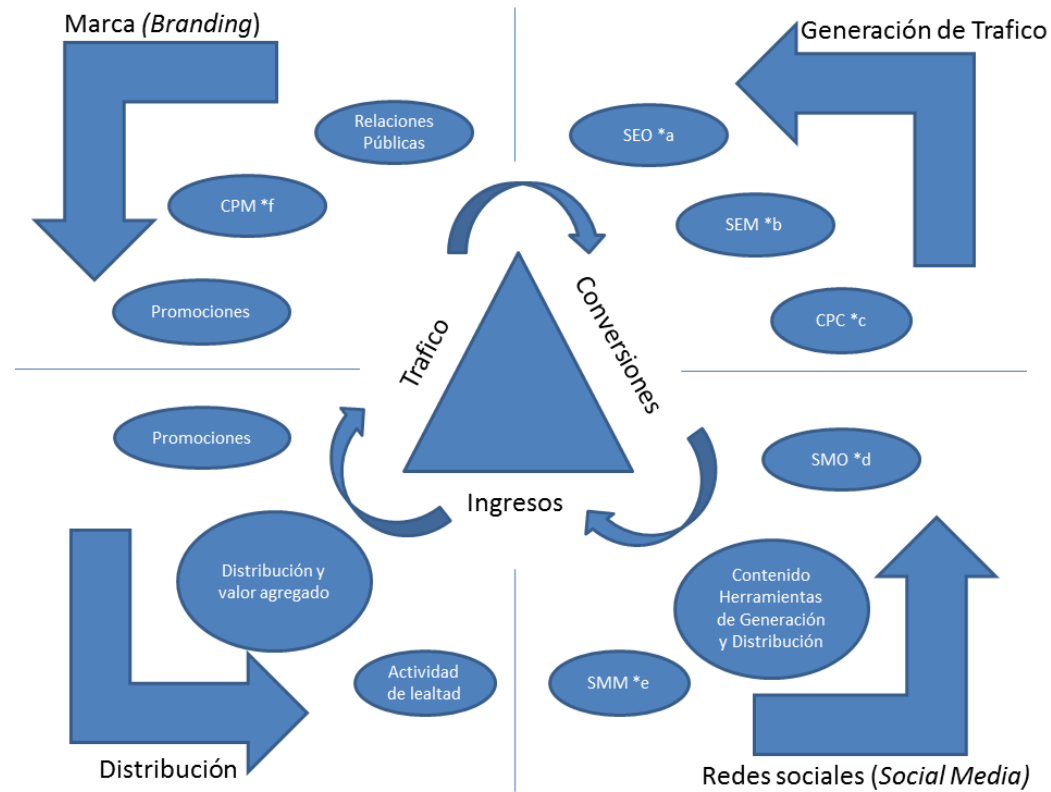 Marca (Branding)
Relaciones
Públicas
CPM *f
Promociones
Generación de Trafico
SEO *a
SEM *b
CPC *c
Trafico
Conversiones
Ingresos
Promociones
Distribución y
valor agregado
Actividad
de lealtad
Distribución
SMO *d
Contenido
Herramientas
de Generación
y Distribución
SMM *e
Redes sociales (Social Media)